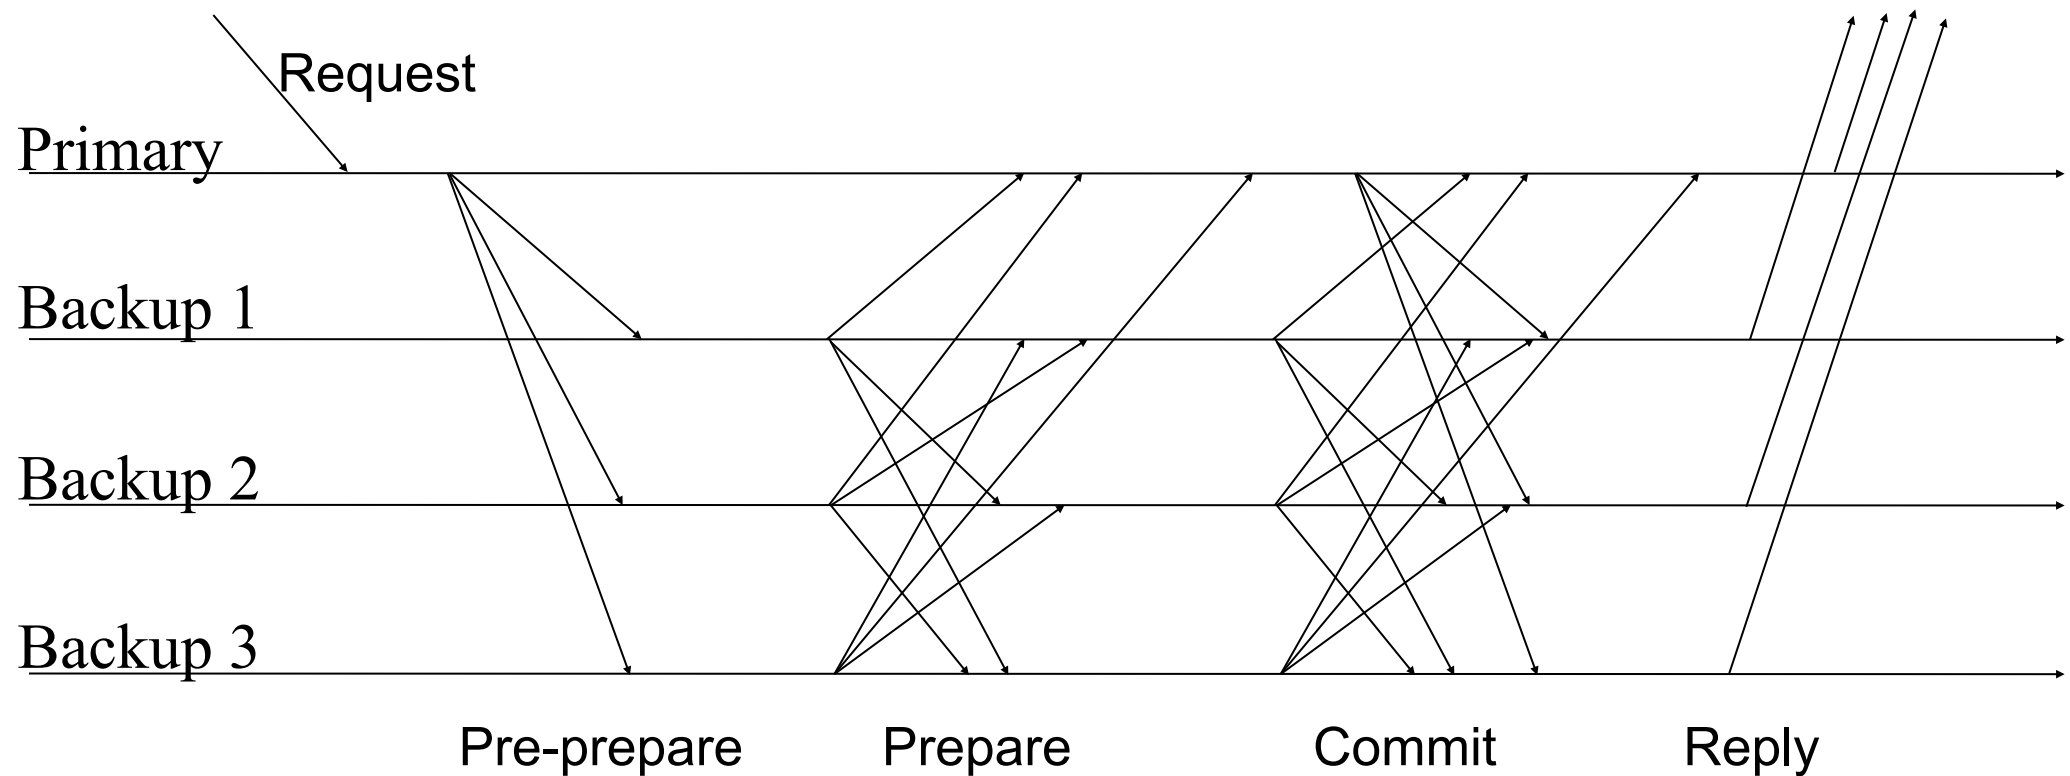 Request
Primary
Backup 1
Backup 2
Backup 3
Pre-prepare Prepare Commit Reply